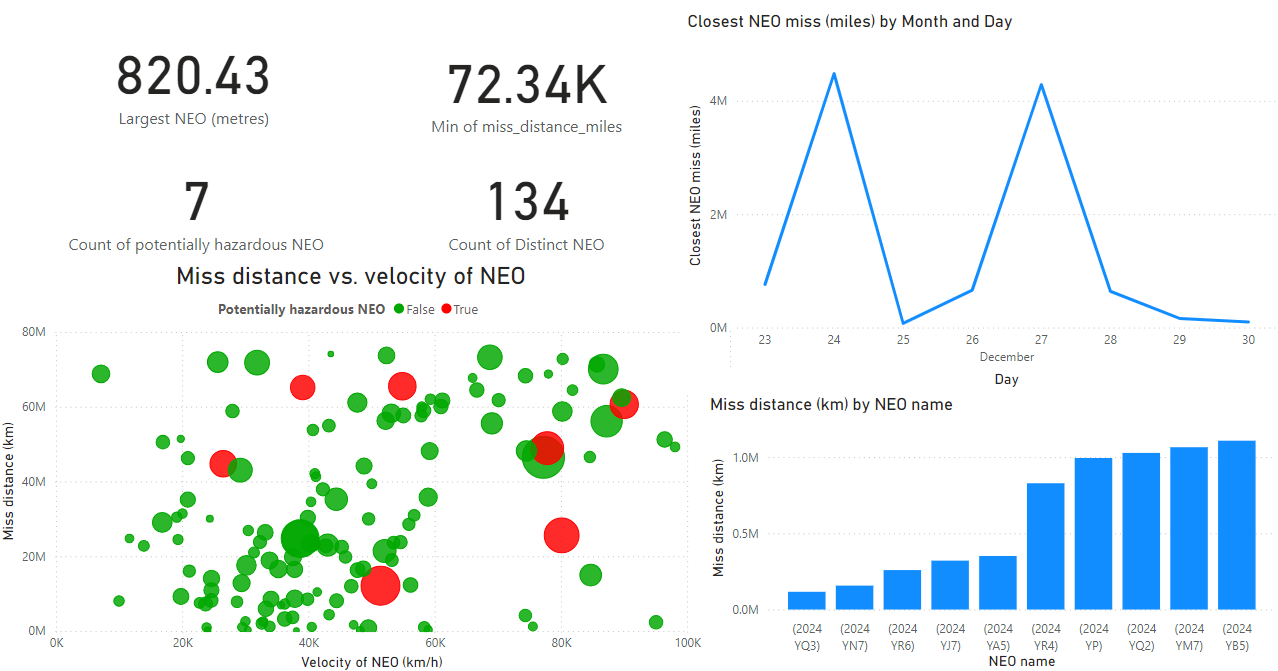 820.43
Largest NEO (metres)
72.34K
Min of miss_distance_miles
7
Count of potentially hazardous NEO
134
Count of Distinct NEO
Miss distance vs. velocity of NEO
Potentially hazardous NEO False True
80M
60M
40M
20M
0M
Miss distance (km)
0K 20K 40K 60K 80K 100K
Velocity of NEO (km/h)
Closest NEO miss (miles) by Month and Day
4M
2M
0M
Closest NEO miss (miles)
23 24 25 26 27 28 29 30
December
Day
Miss distance (km) by NEO name
1.0M
0.5M
0.0M
Miss distance (km)
(2024 (2024 (2024 (2024 (2024 (2024 (2024 (2024 (2024 (2024
YQ3) YN7) YR6) YJ7) YA5) YR4) YP) YQ2) YM7) YB5)
NEO name